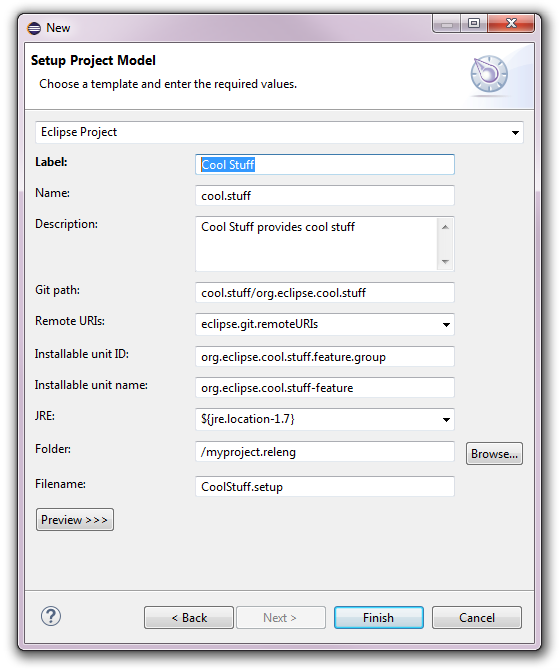 New
Setup Project Model
Choose a template and enter the required values.
Eclipse Project
Label: Cool Stuff
Name: cool.stuff
Description: Cool Stuff provides cool stuff
Git path: cool.stuff/org.eclipse.cool.stuff
Remote URIs: eclipse.git.remoteURIs
Installable unit ID: org.eclipse.cool.stuff.feature.group
Installable unit name: org.eclipse.cool.stuff-feature
JRE: ${jre.location-1.7}
Folder: /myproject.releng Browse...
Filename: CoolStuff.setup
Preview >>>
? < Back Next > Finish Cancel